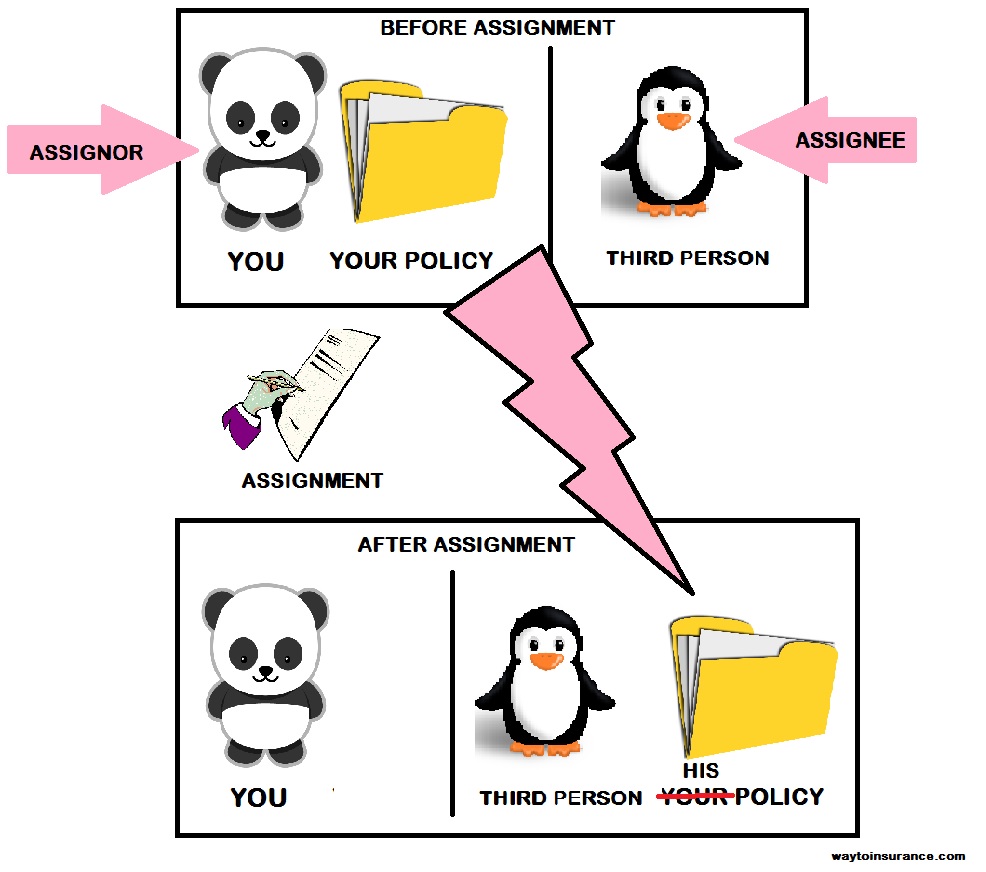 BEFORE ASSIGNMENT
ASSIGNOR
ASSIGNEE
YOU
YOUR POLICY
THIRD PERSON
ASSIGNMENT
AFTER ASSIGNMENT
YOU
THIRD PERSON
HIS
YOUR POLICY
waytoinsurance.com